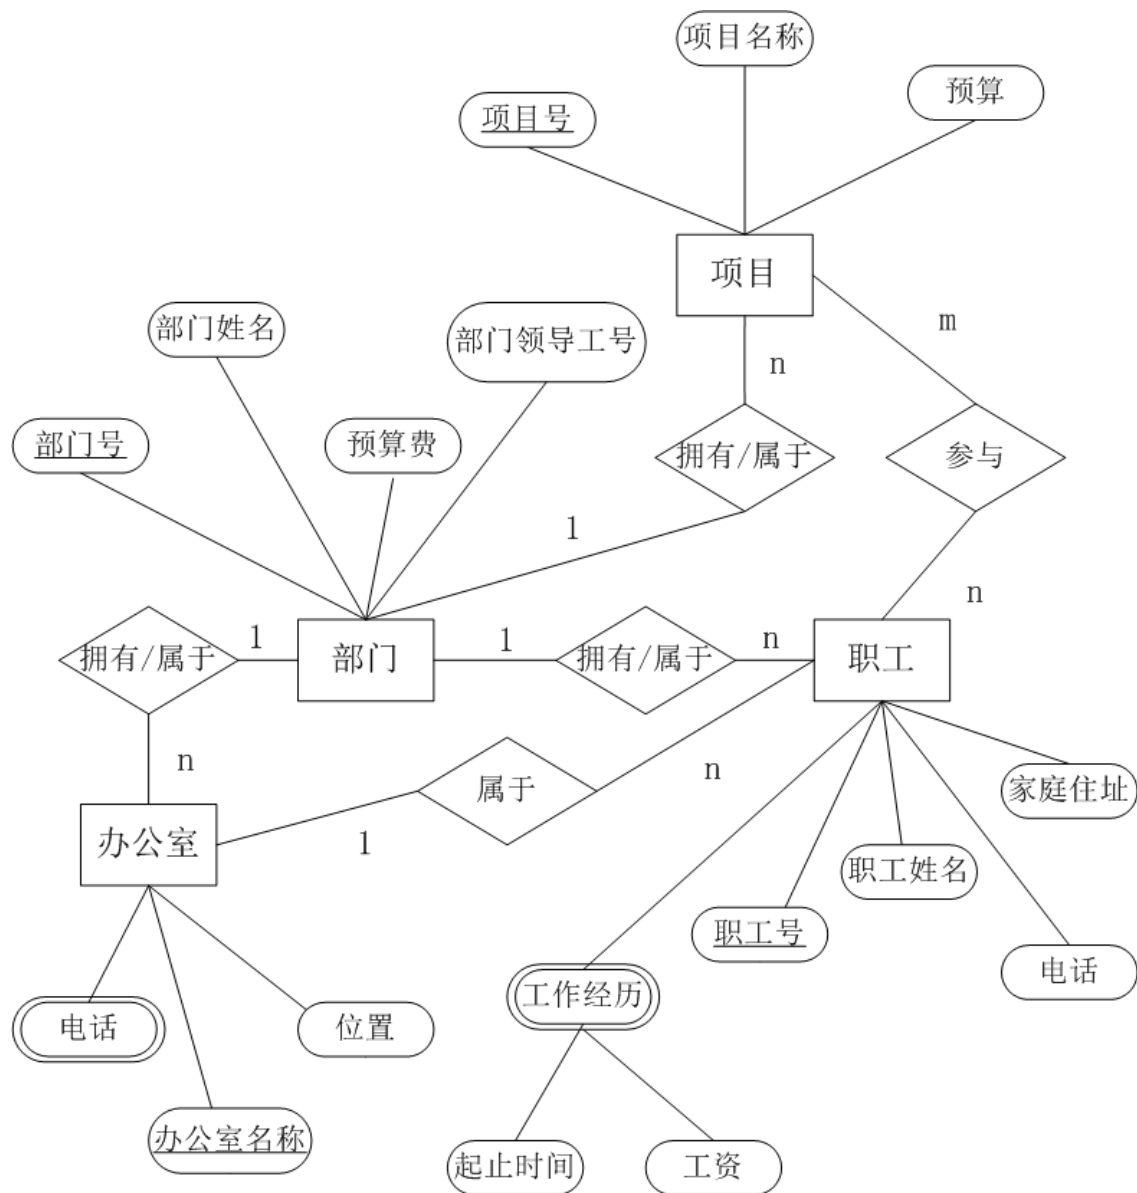 项目名称
预算
项目号
项目
部门姓名
部门领导工号
m
n
部门号
预算费
拥有/属于
参与
1
n
拥有/属于
1
部门
1
拥有/属于
n
职工
n
属于
n
家庭住址
办公室
1
职工姓名
职工号
电话
工作经历
电话
位置
办公室名称
起止时间
工资